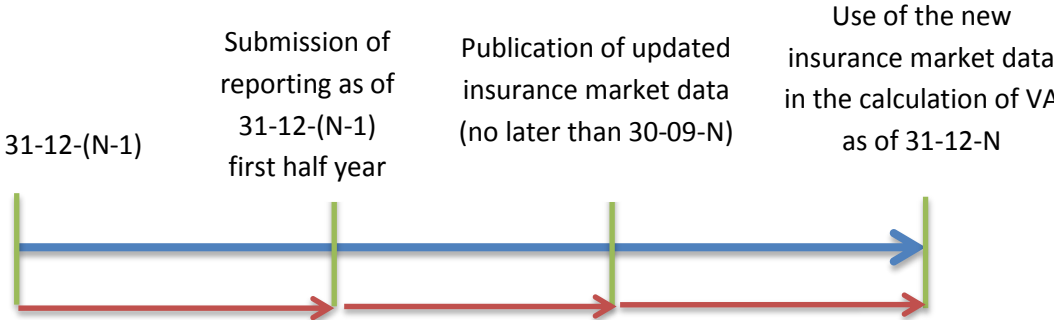 31-12-(N-1)
Submission of
reporting as of
31-12-(N-1)
first half year
Publication of updated
insurance market data
(no later than 30-09-N)
Use of the new
insurance market data
in the calculation of VA
as of 31-12-N